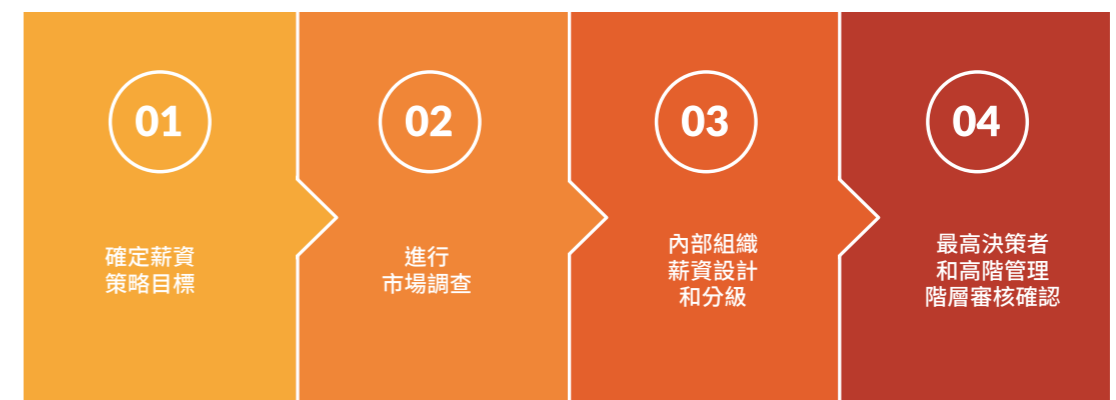 01
確定薪資
策略目標
02
進行
市場調查
03
內部組織
薪資設計
和分級
04
最高決策者
和高階管理
階層審核確認